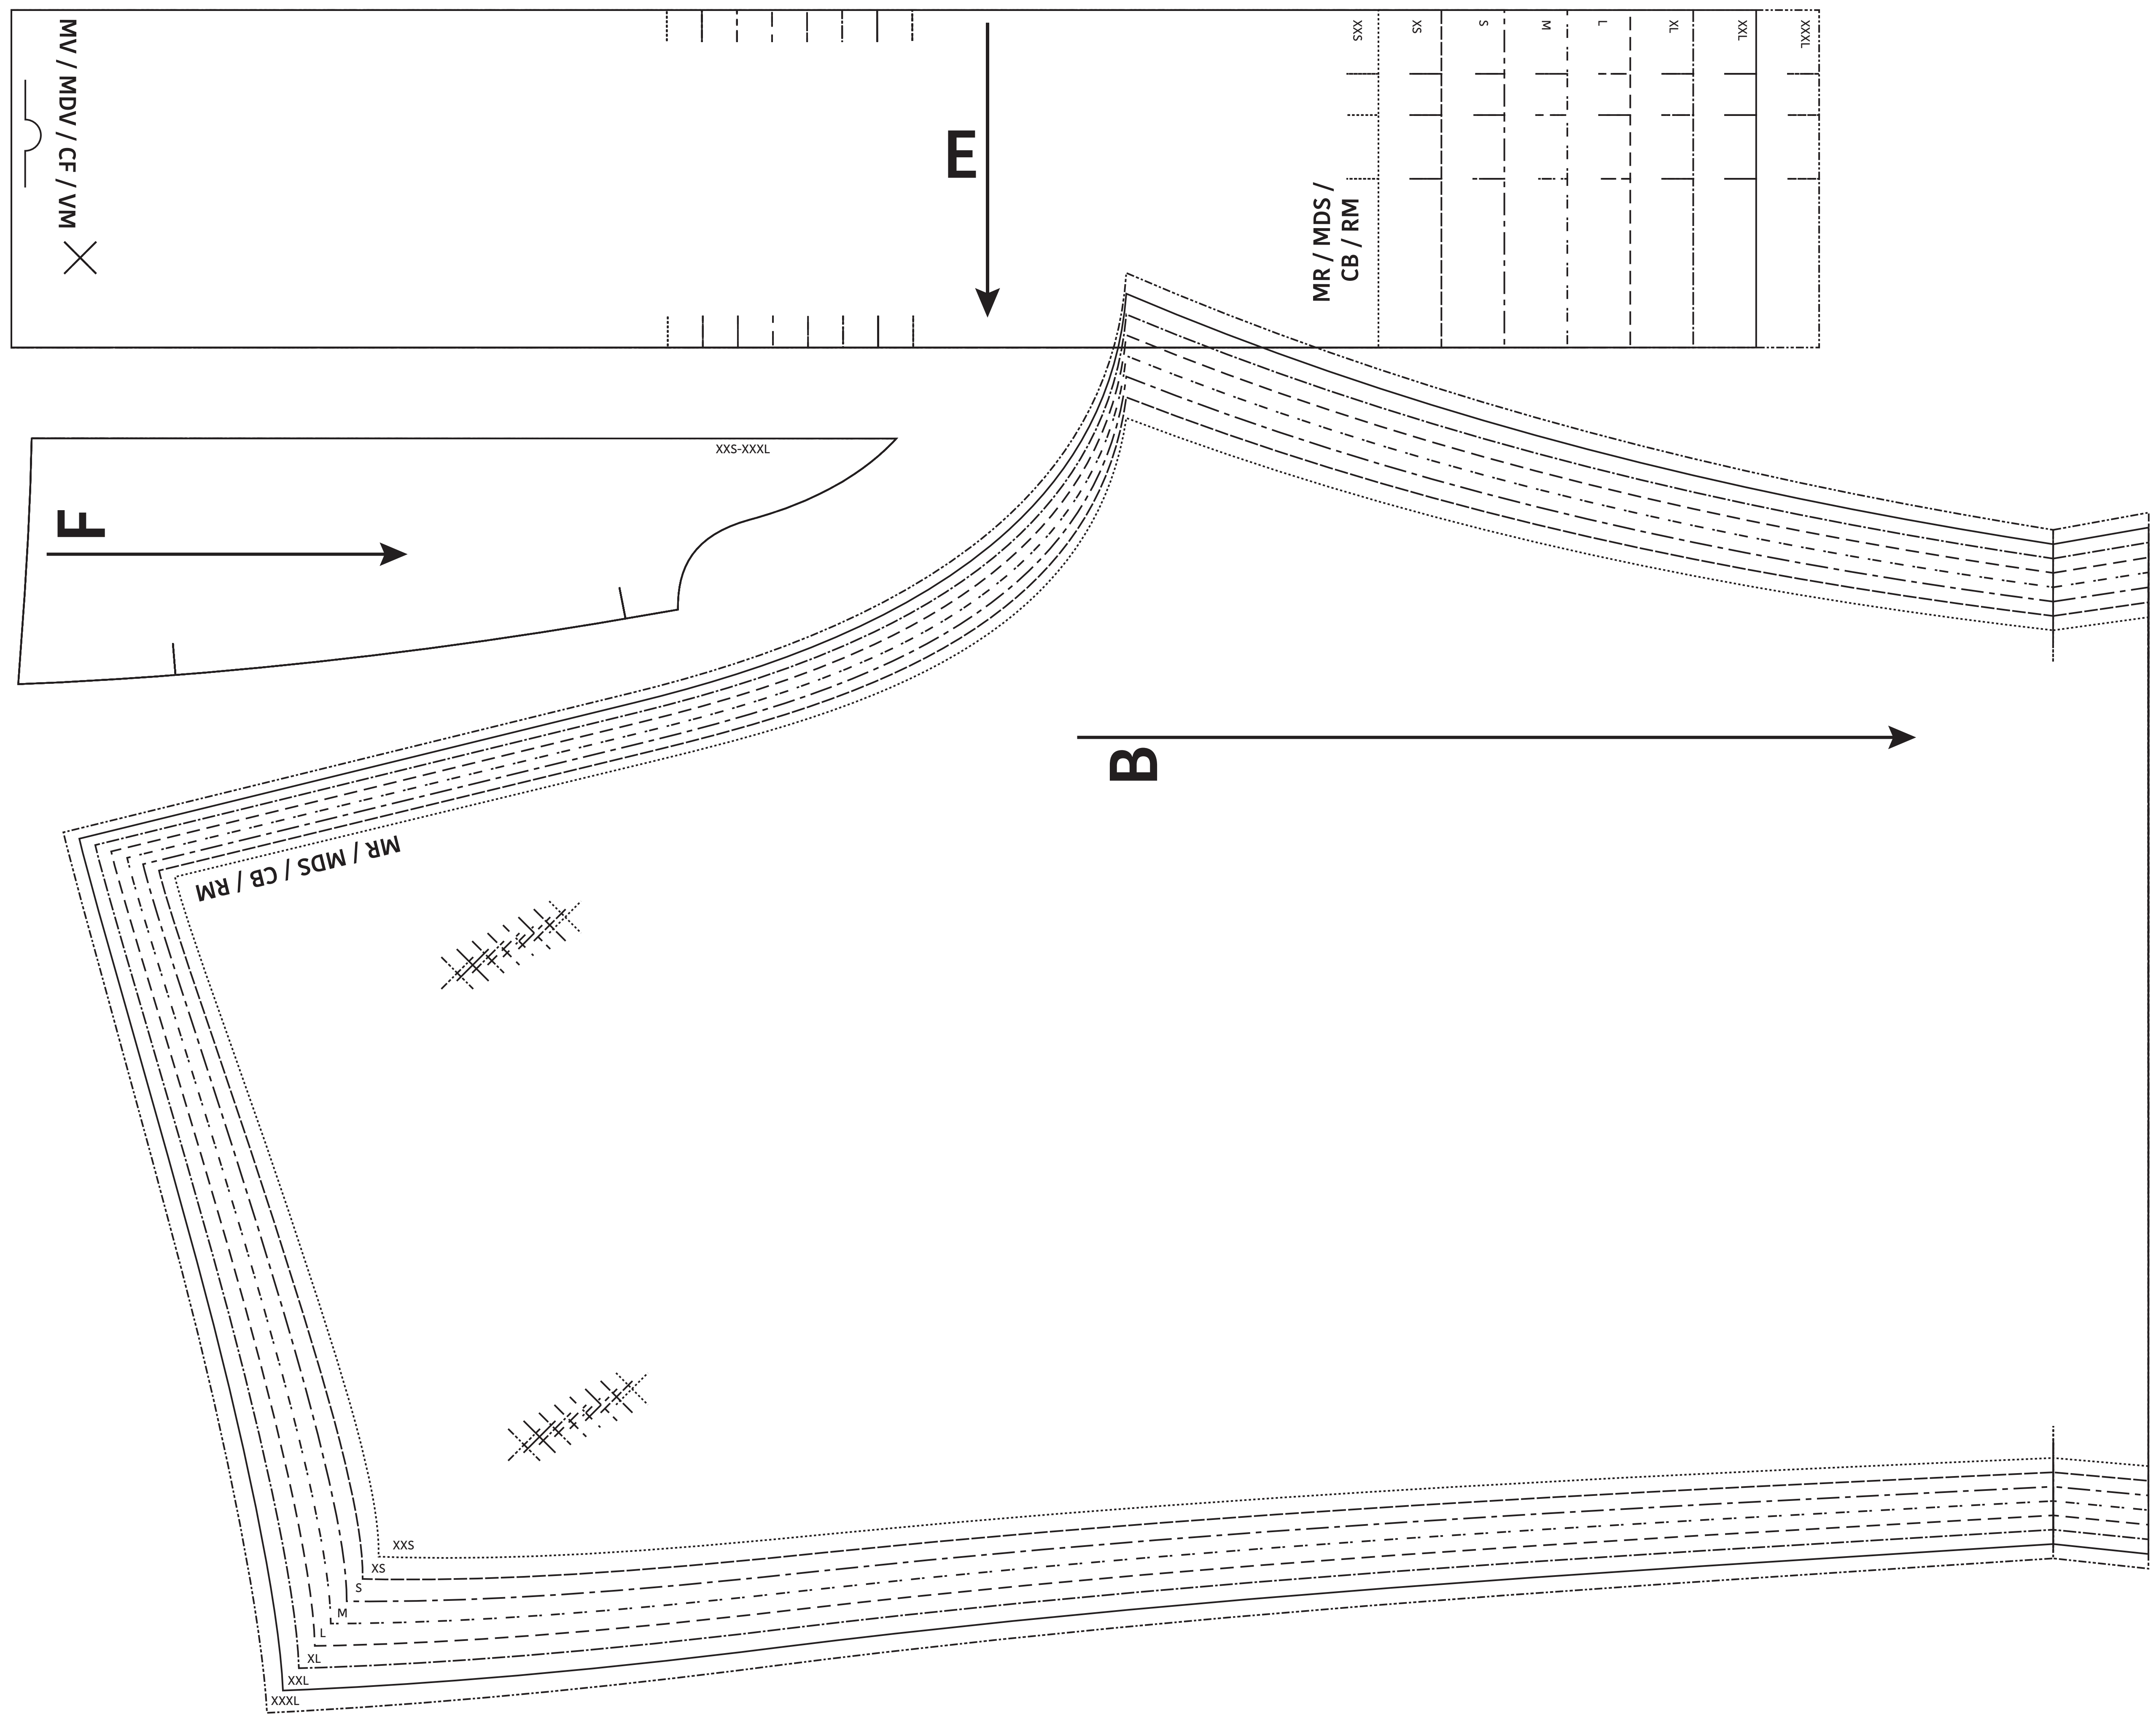 MV / MDV / CF / VM
E
MR / MDS /
CB / RM
XXS
XS
S
M
L
XL
XXL
XXXL
XXS-XXXL
F
B
MR / MDS / CB / RM
XXS
XS
S
M
L
XL
XXL
XXXL